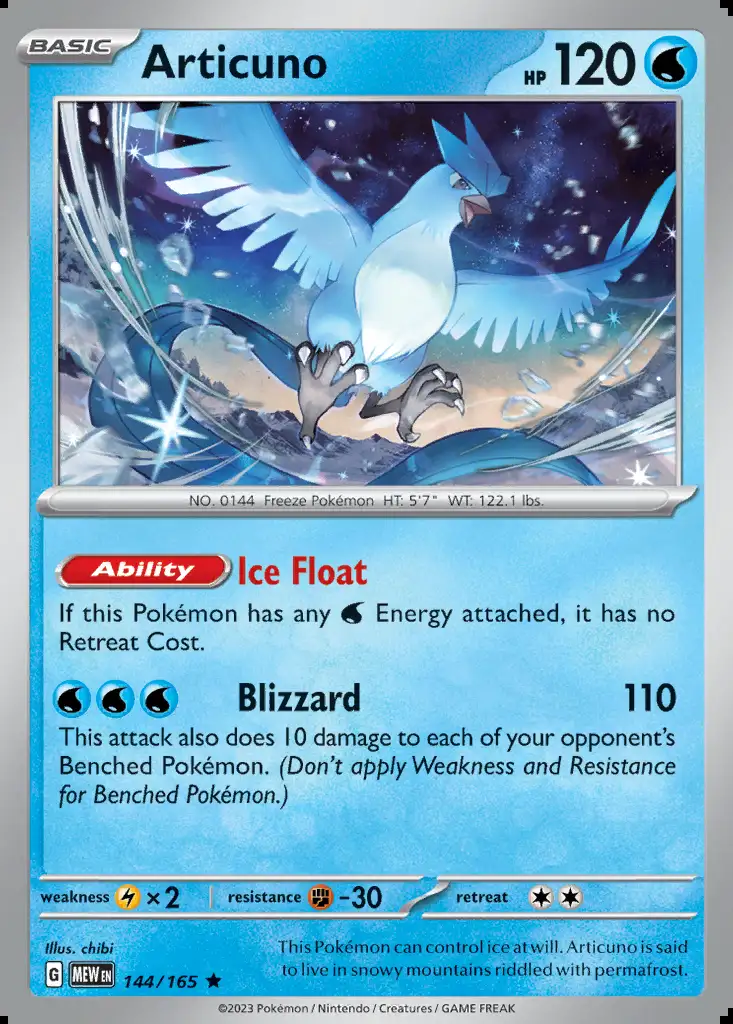 BASIC
Articuno
HP 120
NO. 0144 Freeze Pokémon HT: 5'7" WT: 122.1 lbs.
Ability Ice Float
If this Pokémon has any Energy attached, it has no
Retreat Cost.
Blizzard 110
This attack also does 10 damage to each of your opponent's
Benched Pokémon. (Don't apply Weakness and Resistance
for Benched Pokémon.)
weakness ×2 resistance -30 retreat
Illus. chibi
G MEW EN 144/165 ★
This Pokémon can control ice at will. Articuno is said
to live in snowy mountains riddled with permafrost.
©2023 Pokémon / Nintendo / Creatures / GAME FREAK